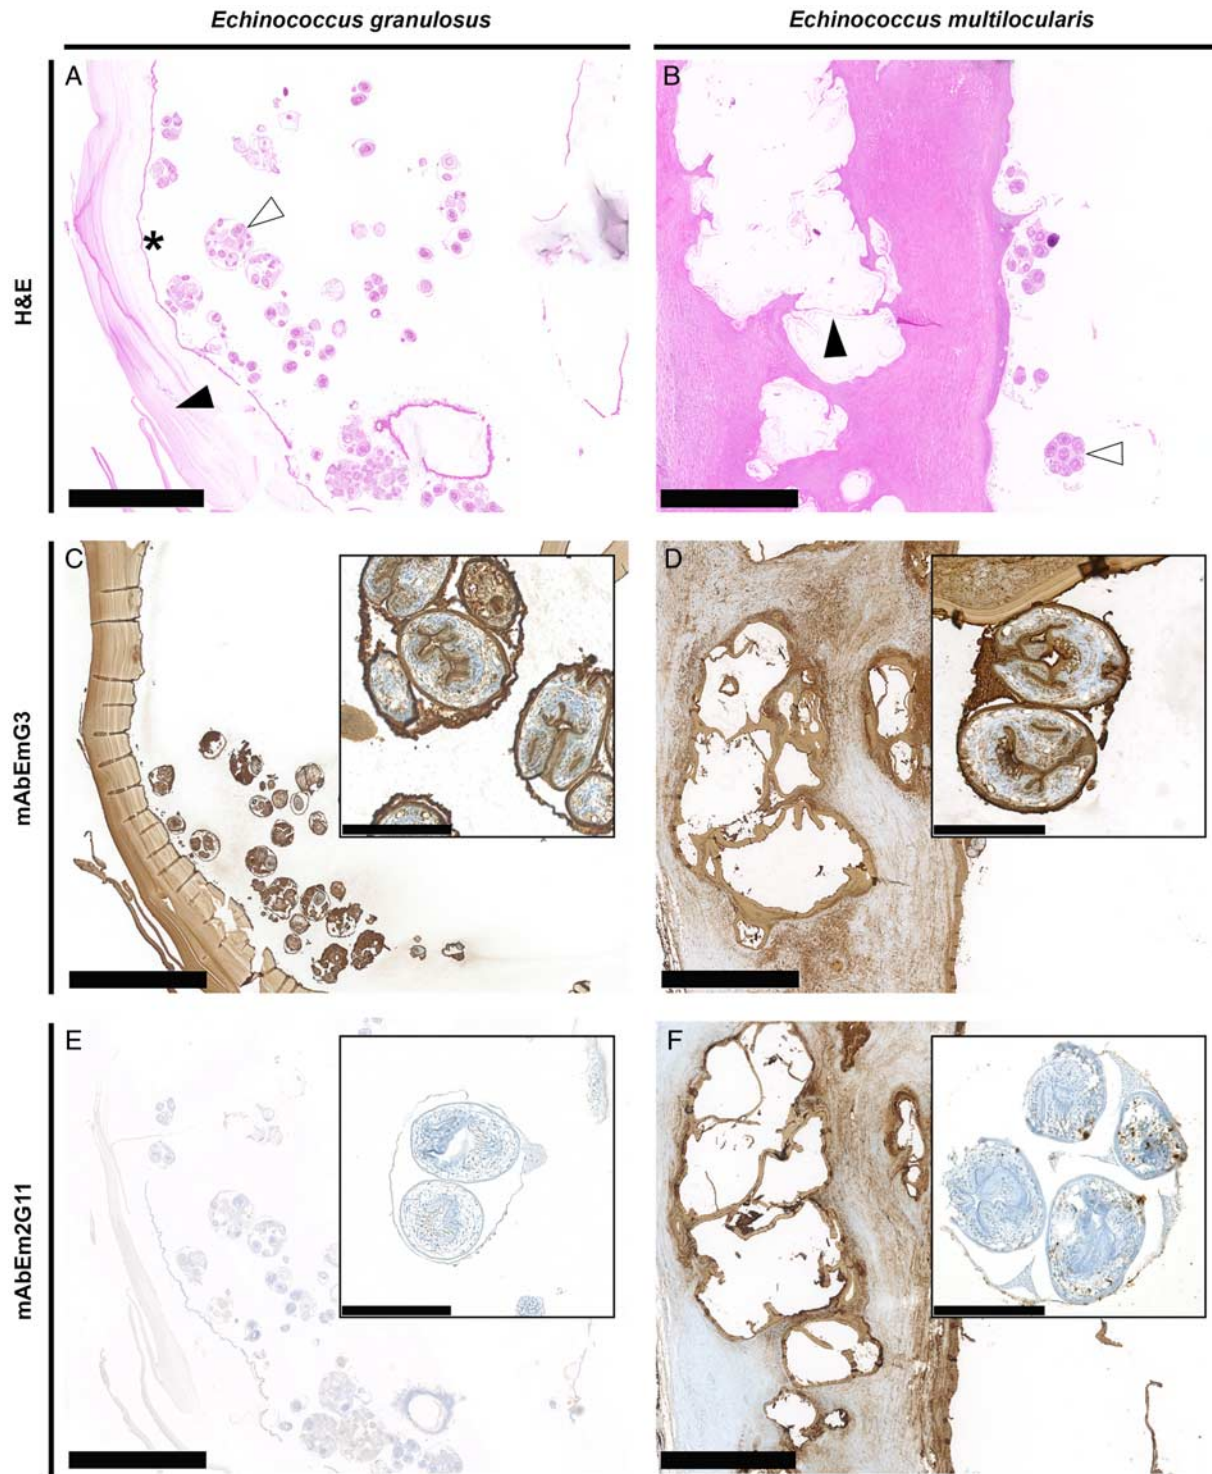 Echinococcus granulosus
Echinococcus multilocularis
H&E
A
*
B
mAbEmG3
C
D
mAbEm2G11
E
F